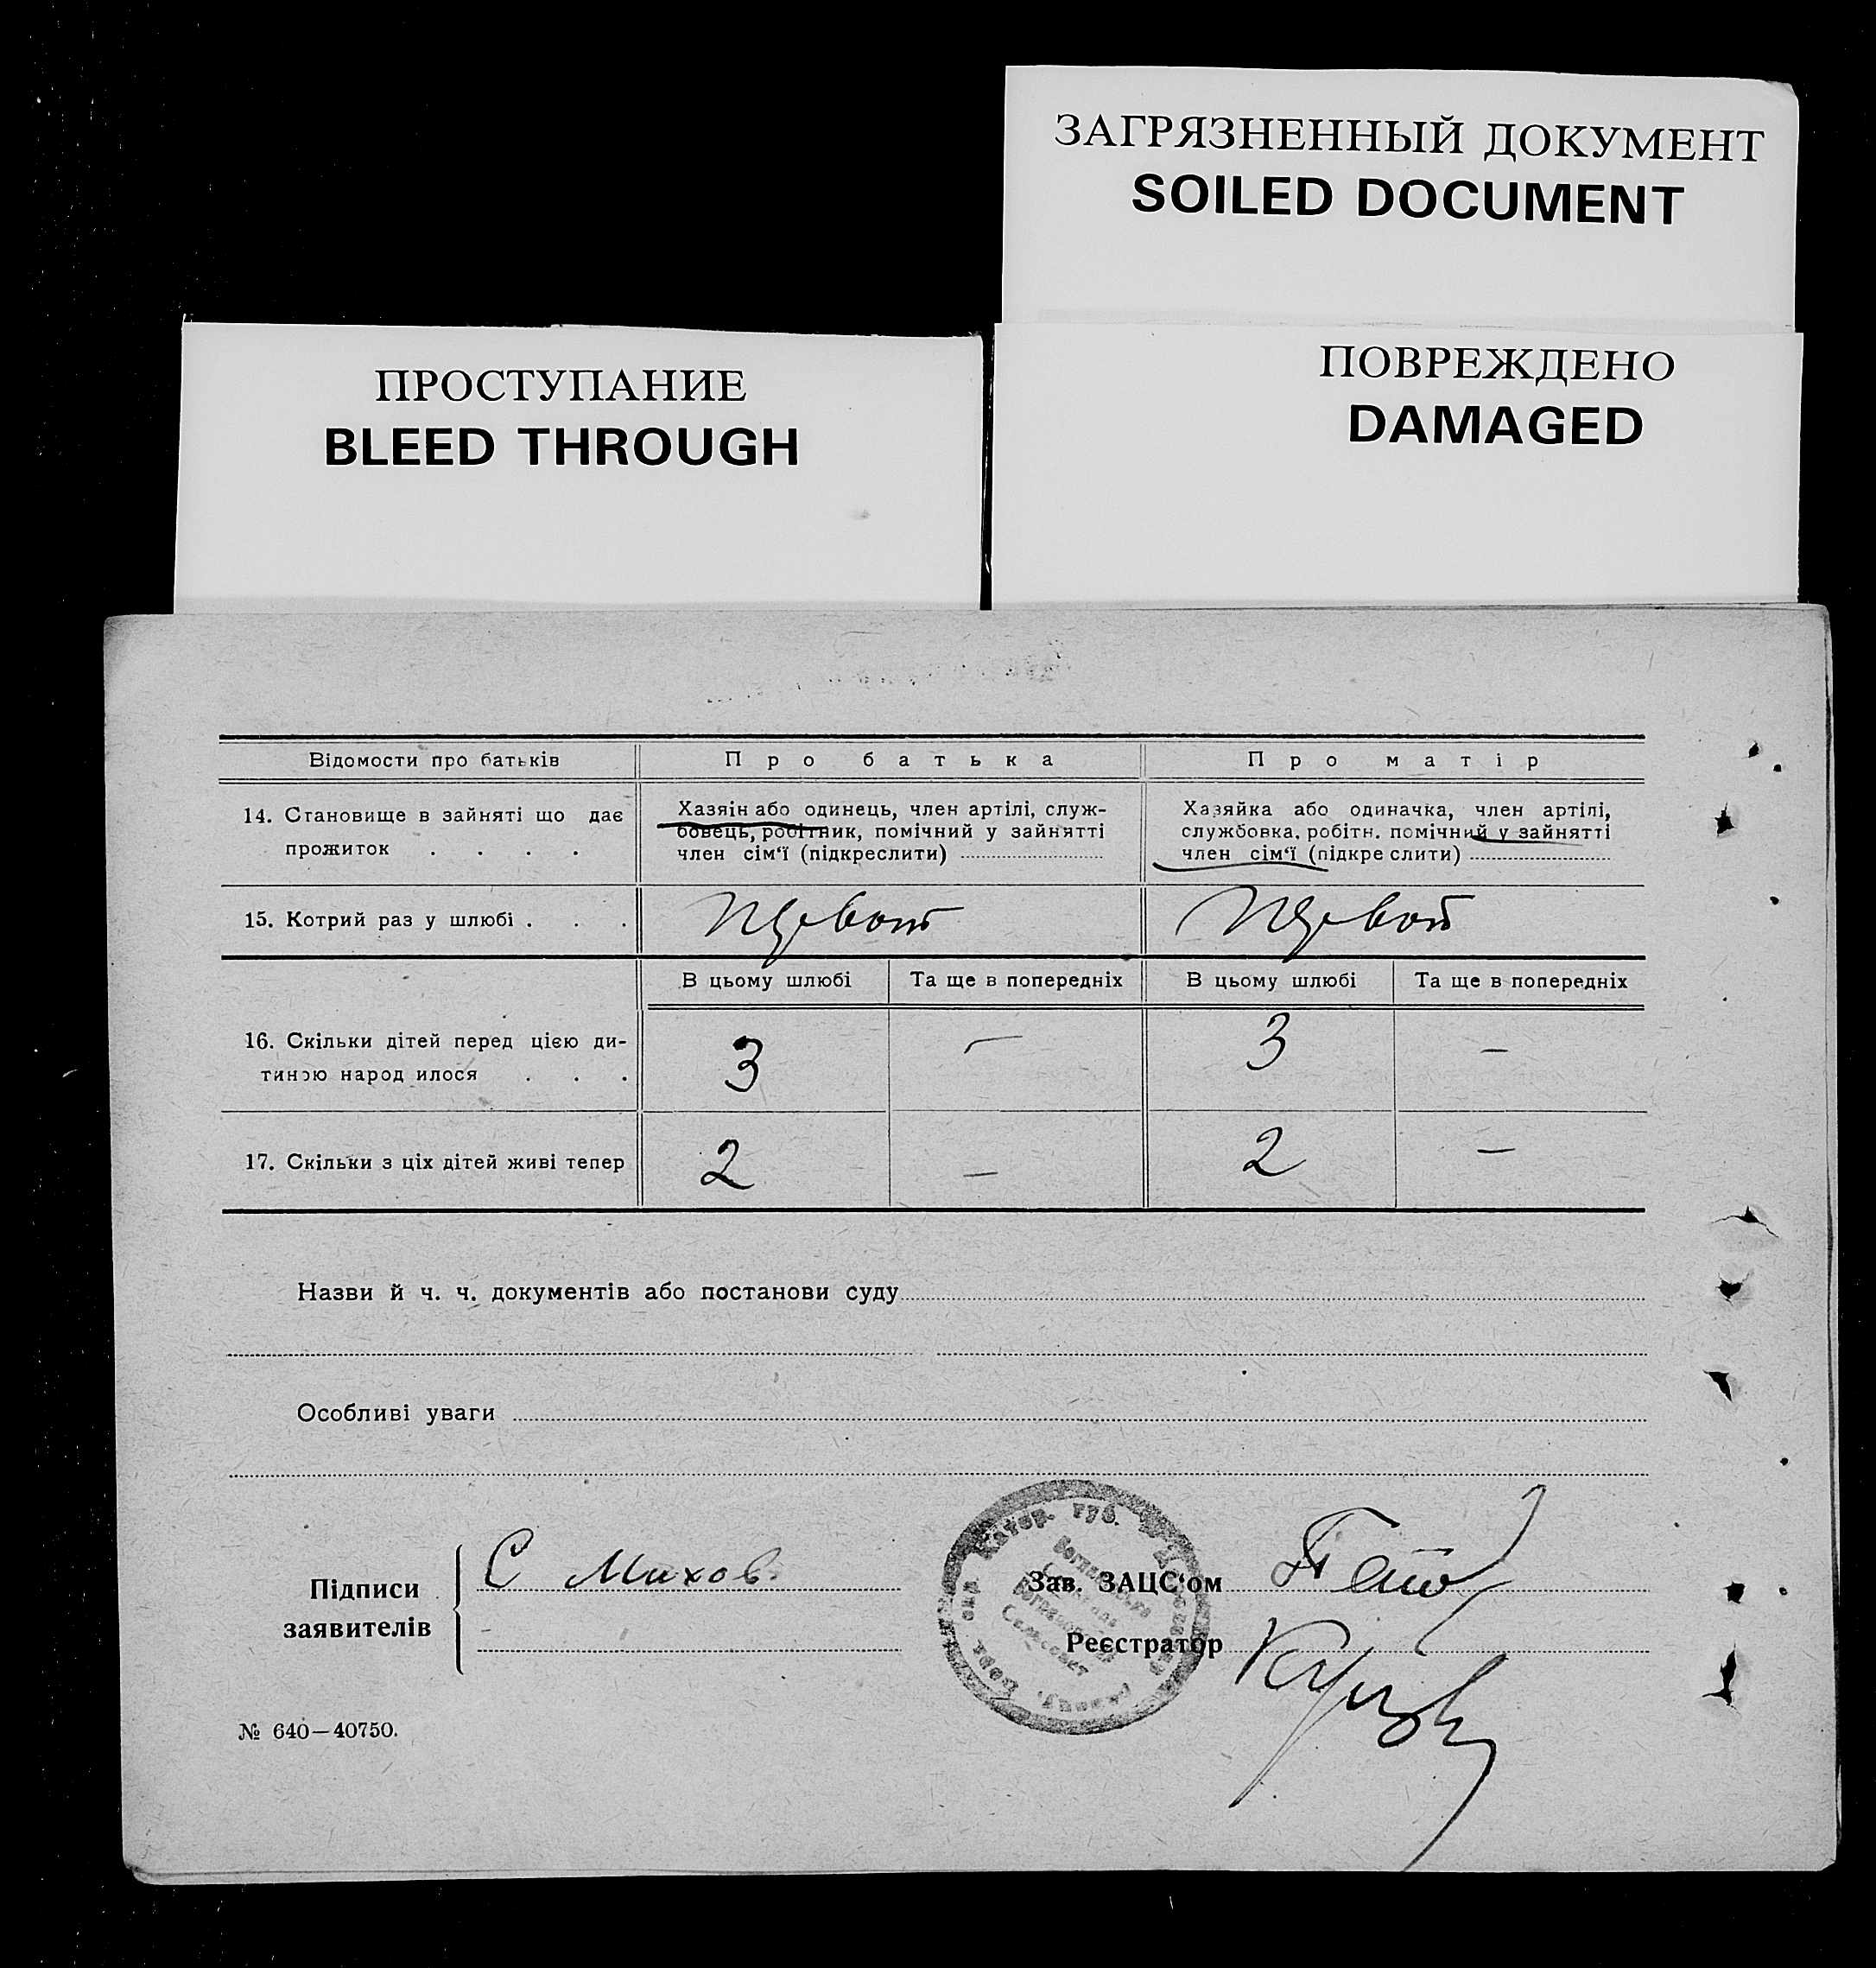 ЗАГРЯЗНЕННЫЙ ДОКУМЕНТ
SOILED DOCUMENT
ПРОСТУПАНИЕ
BLEED THROUGH
ПОВРЕЖДЕНО
DAMAGED
Відомости про батьків
Про батька
Про матір
14. Становище в зайняті що дає
прожиток . . . .
Хазяін або одинець, член артілі, служ-
бовець, робітник, помічний у зайнятті
член сім‘ї (підкреслити)
Хазяйка або одиначка, член артілі,
службовка, робітн. помічний у зайнятті
член сім‘ї (підкреслити)
15. Котрий раз у шлюбі . . .
первой
первой
В цьому шлюбі
Та ще в попередніх
В цьому шлюбі
Та ще в попередніх
16. Скільки дітей перед цією ди-
тиною народилося . . .
3
—
3
—
17. Скільки з ціх дітей живі тепер
2
—
2
—
Назви й ч. ч. документів або постанови суду
Особливі уваги
Підписи
заявителів
С Махов
Зав. ЗАЦС‘ом
Реєстратор
№ 640—40750.